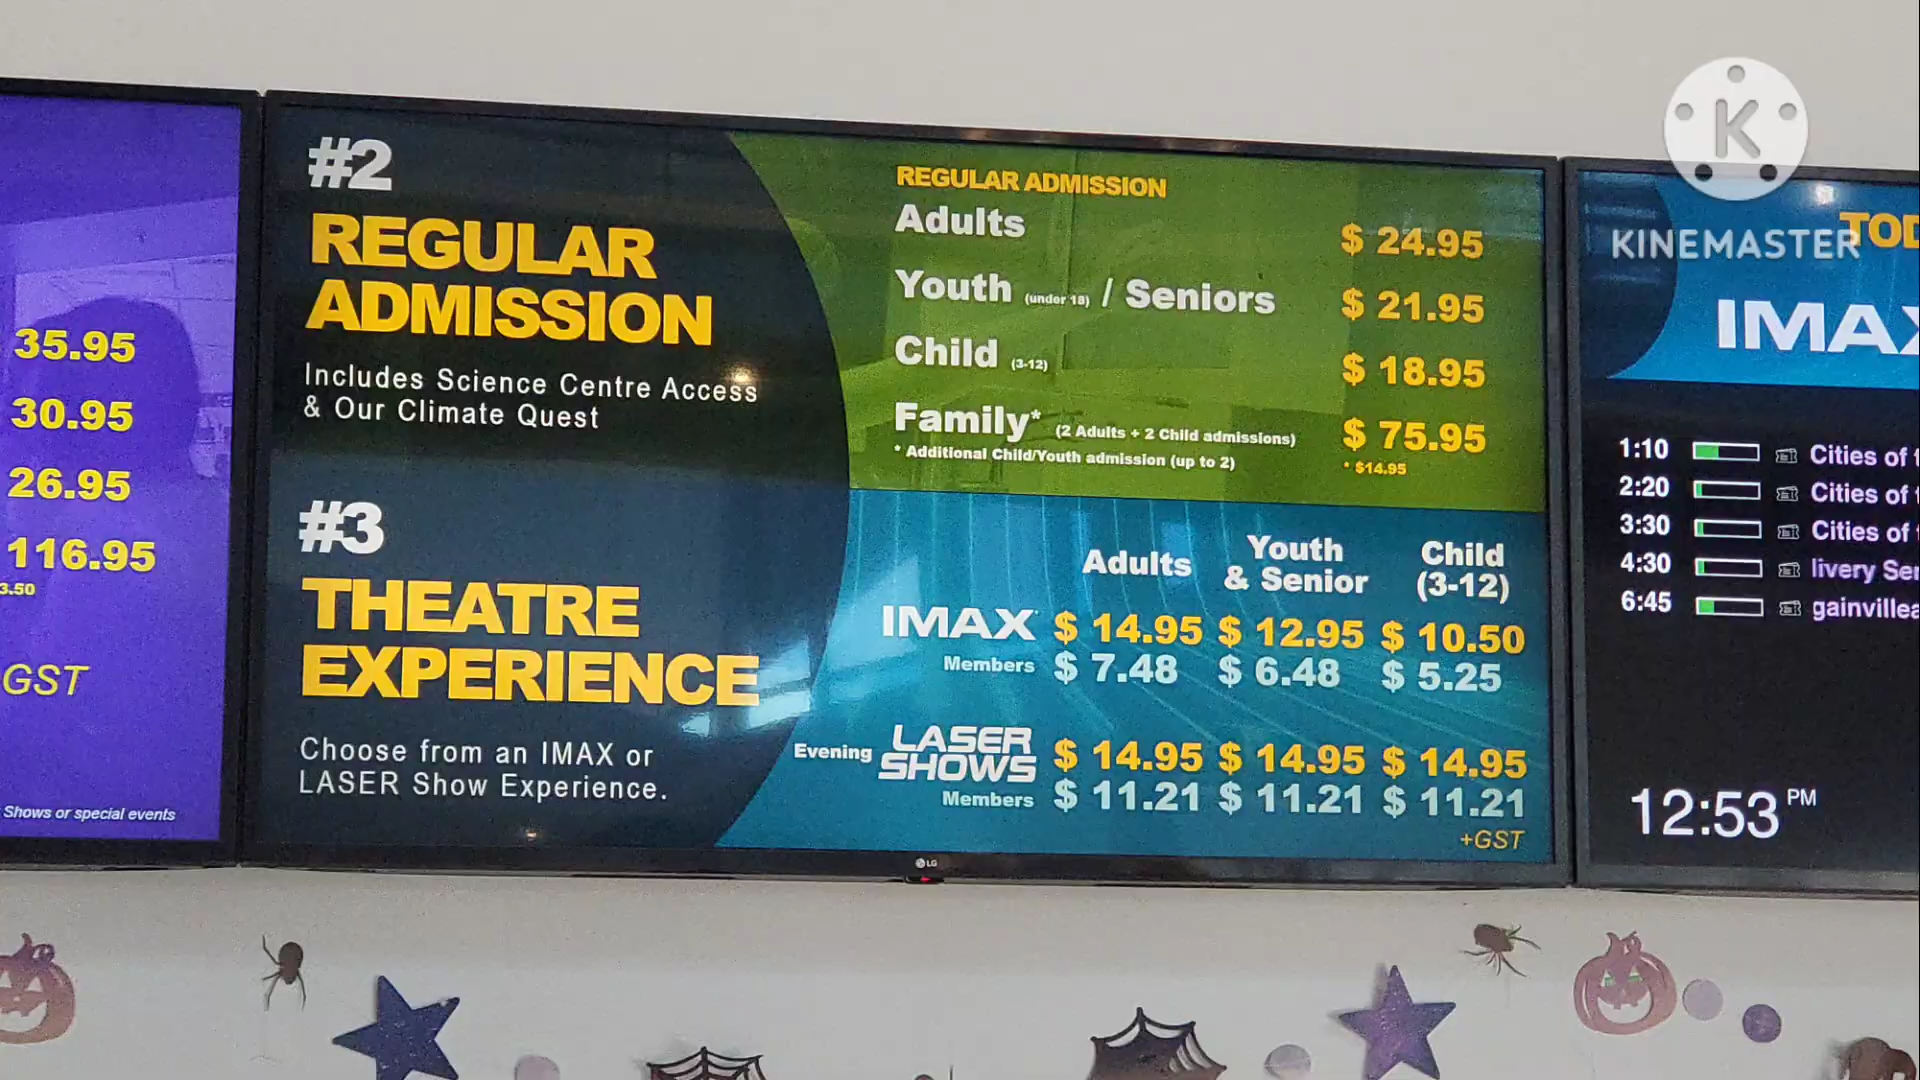 35.95
30.95
26.95
116.95
3.50
GST
Shows or special events
#2
REGULAR
ADMISSION
Includes Science Centre Access
& Our Climate Quest
REGULAR ADMISSION
Adults $ 24.95
Youth (under 18) / Seniors $ 21.95
Child (3-12) $ 18.95
Family* (2 Adults + 2 Child admissions) $ 75.95
* Additional Child/Youth admission (up to 2) * $14.95
#3
THEATRE
EXPERIENCE
Choose from an IMAX or
LASER Show Experience.
Adults Youth & Senior Child (3-12)
IMAX $ 14.95 $ 12.95 $ 10.50
Members $ 7.48 $ 6.48 $ 5.25
Evening LASER SHOWS $ 14.95 $ 14.95 $ 14.95
Members $ 11.21 $ 11.21 $ 11.21
+GST
LG
K
KINEMASTER
TOD
IMAX
1:10 Cities of
2:20 Cities of
3:30 Cities of
4:30 livery Ser
6:45 gainvillea
12:53 PM